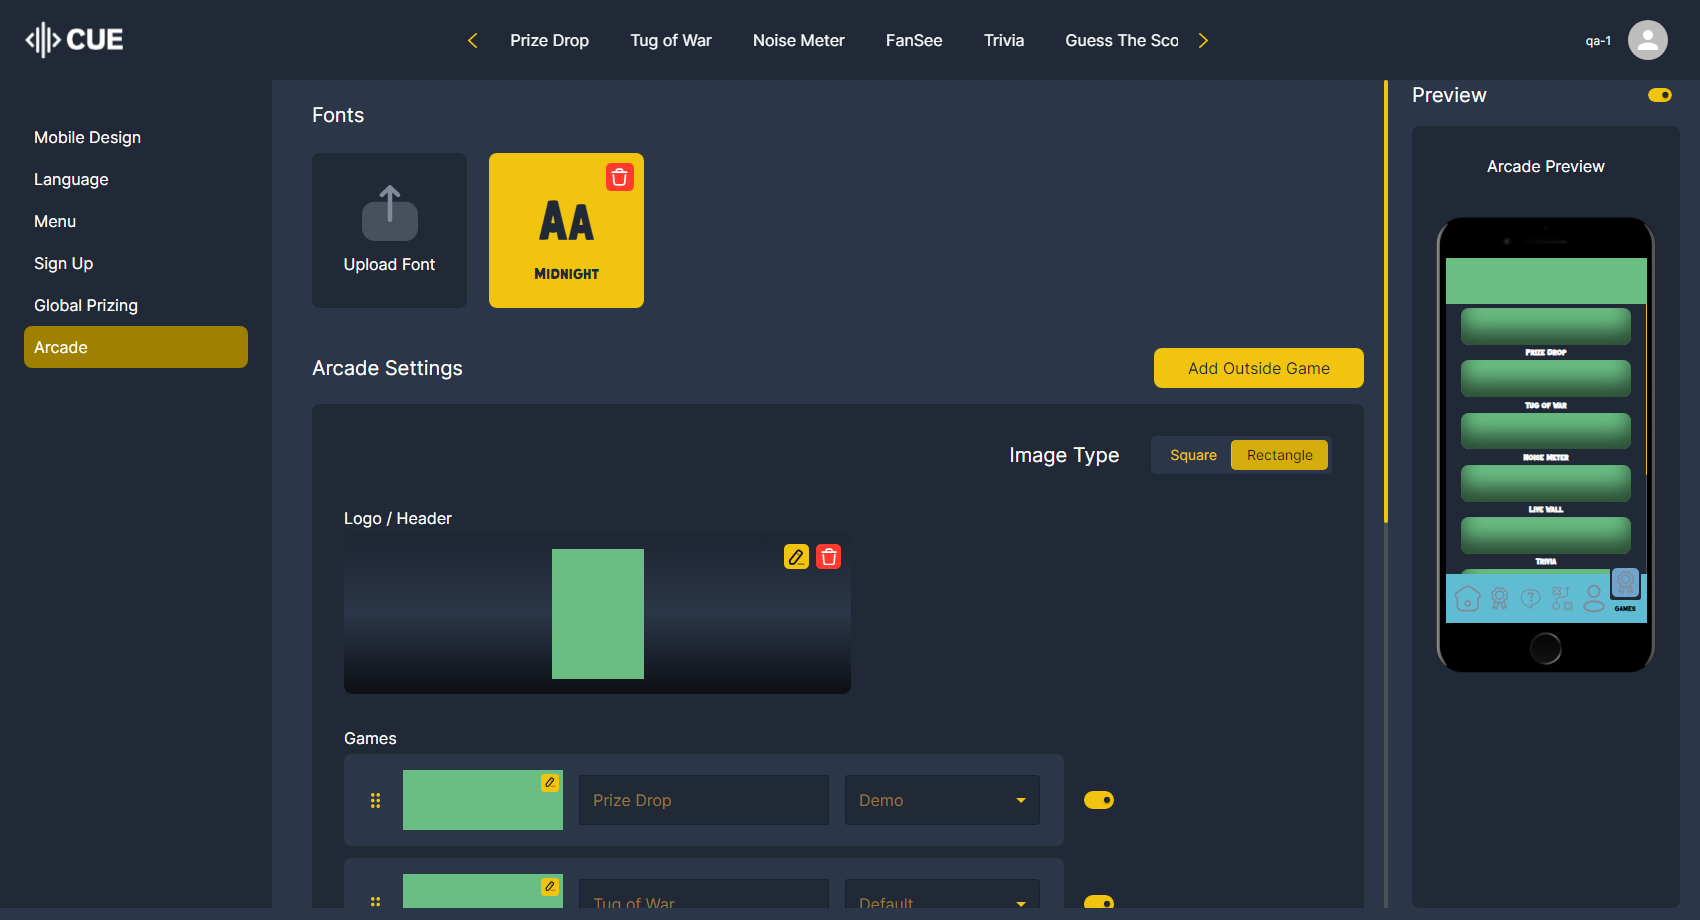 CUE
Prize Drop
Tug of War
Noise Meter
FanSee
Trivia
Guess The Sco
qa-1
Mobile Design
Language
Menu
Sign Up
Global Prizing
Arcade
Fonts
Upload Font
AA
MIDNIGHT
Arcade Settings
Add Outside Game
Image Type
Square
Rectangle
Logo / Header
Games
Prize Drop
Demo
Tug of War
Default
Preview
Arcade Preview
PRIZE DROP
TUG OF WAR
NOISE METER
LIVE WALL
TRIVIA
GAMES